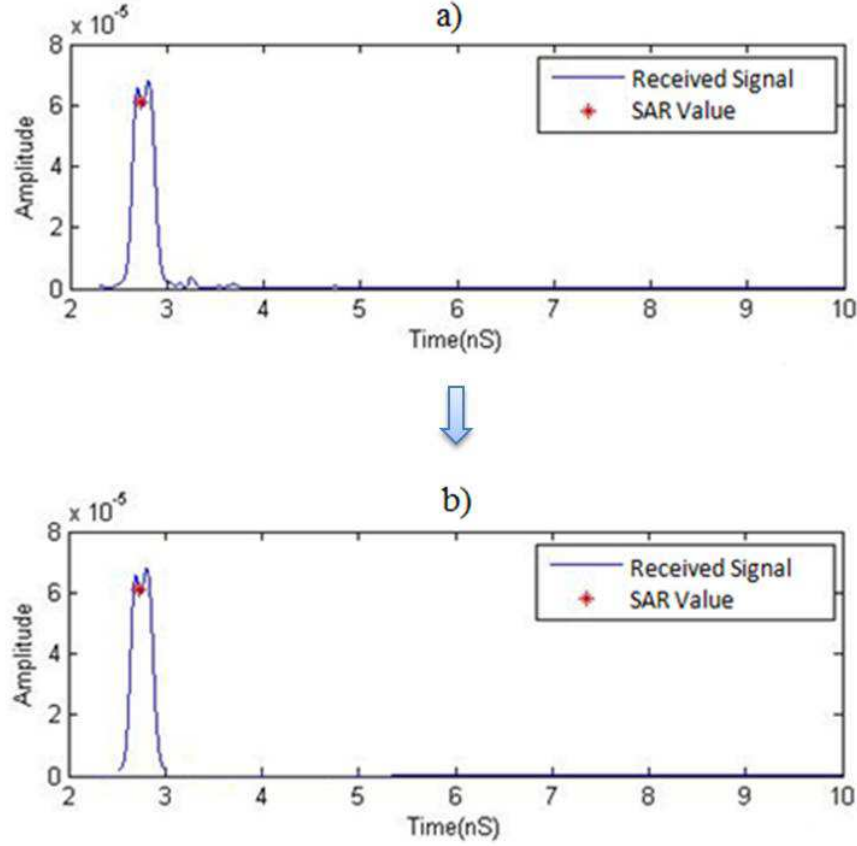 a)
x 10⁻⁵
8
6
4
2
0
Amplitude
Received Signal
SAR Value
2 3 4 5 6 7 8 9 10
Time(nS)
b)
x 10⁻⁵
8
6
4
2
0
Amplitude
Received Signal
SAR Value
2 3 4 5 6 7 8 9 10
Time(nS)